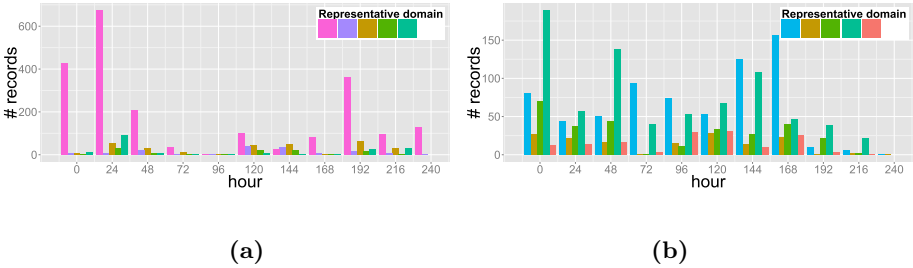 Representative domain
600
400
200
0
# records
0 24 48 72 96 120 144 168 192 216 240
hour
(a)
Representative domain
150
100
50
0
# records
0 24 48 72 96 120 144 168 192 216 240
hour
(b)